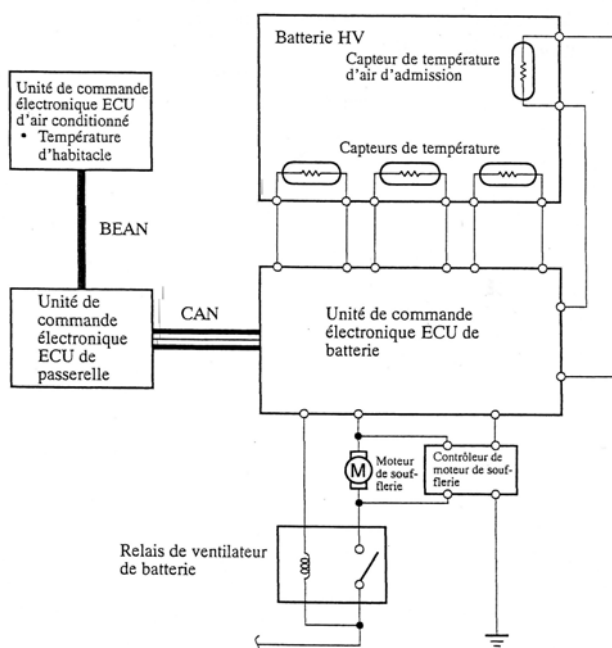 Batterie HV
Capteur de température
d'air d'admission
Unité de commande
électronique ECU
d'air conditionné
• Température
d'habitacle
Capteurs de température
BEAN
Unité de
commande
électronique
ECU de
passerelle
CAN
Unité de commande
électronique ECU de
batterie
M
Moteur
de souf-
flerie
Contrôleur de
moteur de souf-
flerie
Relais de ventilateur
de batterie